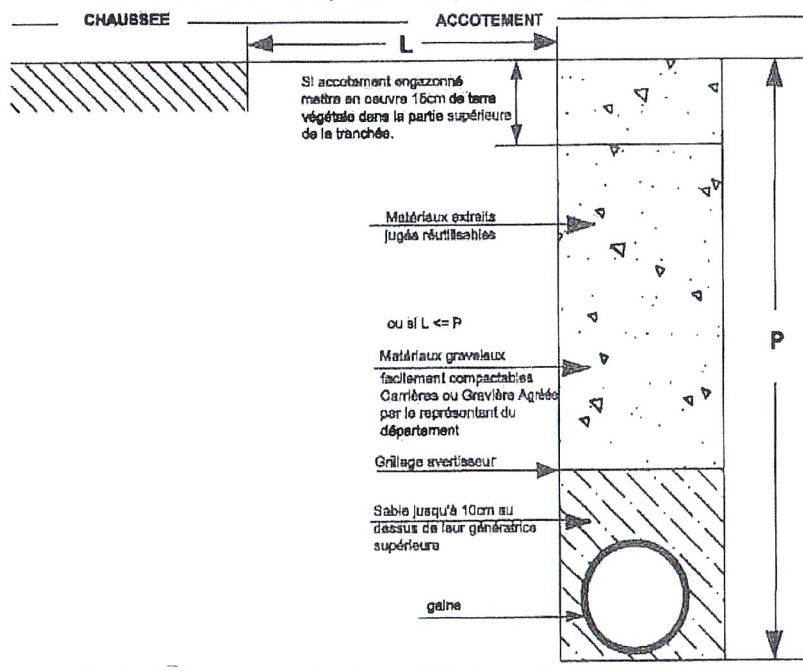 CHAUSSEE
ACCOTEMENT
L
Si accotement engazonné
mettre en oeuvre 15cm de terre
végétale dans la partie supérieure
de la tranchée.
Matériaux extraits
jugés réutilisables
ou si L <= P
P
Matériaux graveleux
facilement compactables
Carrières ou Gravière Agréée
par le représentant du
département
Grillage avertisseur
Sable jusqu'à 10cm au
dessus de leur génératrice
supérieure
gaine